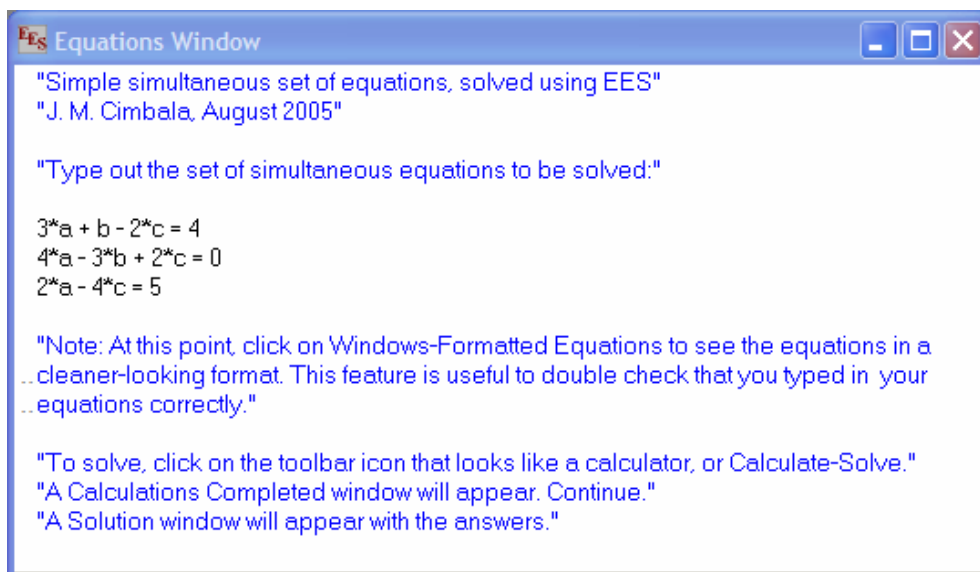 EES Equations Window
"Simple simultaneous set of equations, solved using EES"
"J. M. Cimbala, August 2005"
"Type out the set of simultaneous equations to be solved:"
3*a + b - 2*c = 4
4*a - 3*b + 2*c = 0
2*a - 4*c = 5
"Note: At this point, click on Windows-Formatted Equations to see the equations in a
..cleaner-looking format. This feature is useful to double check that you typed in your
..equations correctly."
"To solve, click on the toolbar icon that looks like a calculator, or Calculate-Solve."
"A Calculations Completed window will appear. Continue."
"A Solution window will appear with the answers."